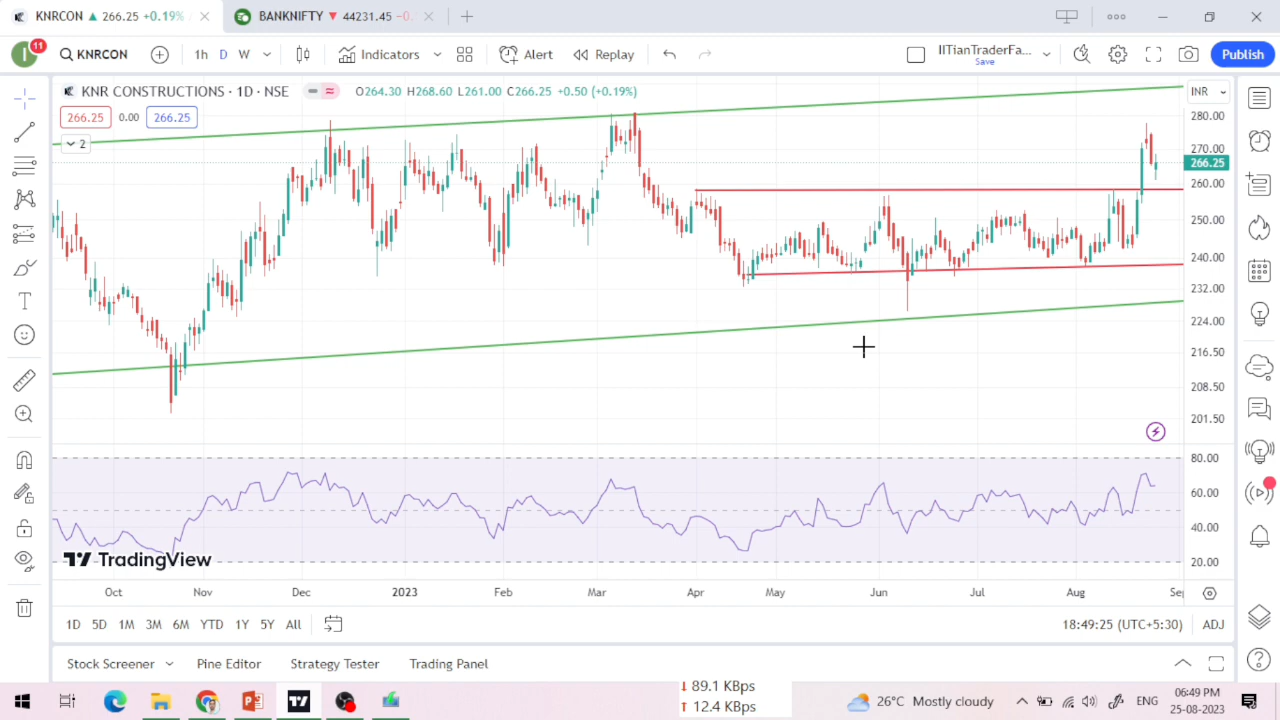 KNRCON ▲ 266.25 +0.19%
BANKNIFTY ▼ 44231.45 −0.
11
KNRCON
1h D W
Indicators
Alert
Replay
IITianTraderFa...
Save
Publish
KNR CONSTRUCTIONS · 1D · NSE
O264.30 H268.60 L261.00 C266.25 +0.50 (+0.19%)
INR
266.25 0.00 266.25
2
280.00
270.00
266.25
260.00
250.00
240.00
232.00
224.00
216.50
208.50
201.50
80.00
60.00
40.00
20.00
TradingView
Oct Nov Dec 2023 Feb Mar Apr May Jun Jul Aug Sep
1D 5D 1M 3M 6M YTD 1Y 5Y All
18:49:25 (UTC+5:30) ADJ
Stock Screener Pine Editor Strategy Tester Trading Panel
89.1 KBps
12.4 KBps
26°C Mostly cloudy
ENG
06:49 PM
25-08-2023